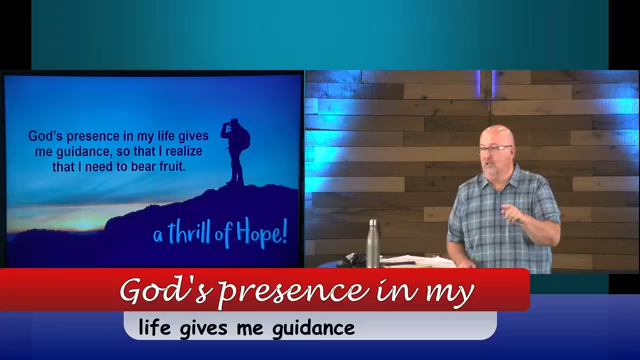 God's presence in my life gives
me guidance, so that I realize
that I need to bear fruit.
a thrill of Hope!
God's presence in my
life gives me guidance